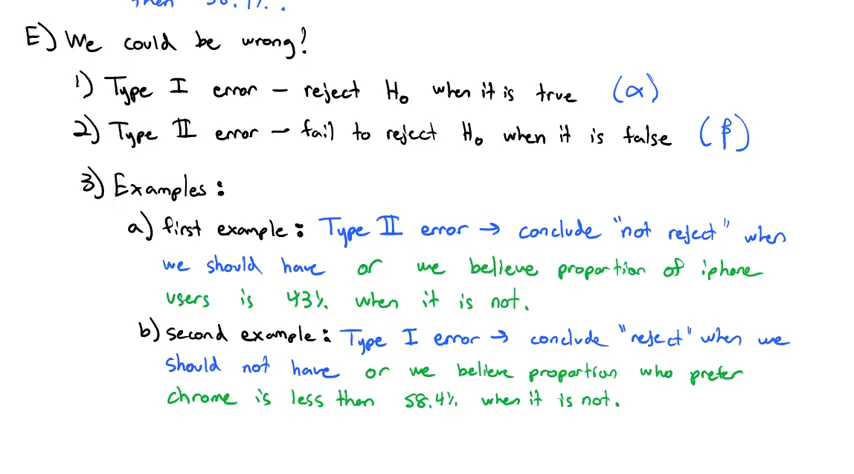 then 58.4%.
E) We could be wrong!
1) Type I error – reject H₀ when it is true (α)
2) Type II error – fail to reject H₀ when it is false (β)
3) Examples:
a) first example: Type II error → conclude "not reject" when
we should have or we believe proportion of iphone
users is 43% when it is not.
b) second example: Type I error → conclude "reject" when we
should not have or we believe proportion who prefer
chrome is less then 58.4% when it is not.